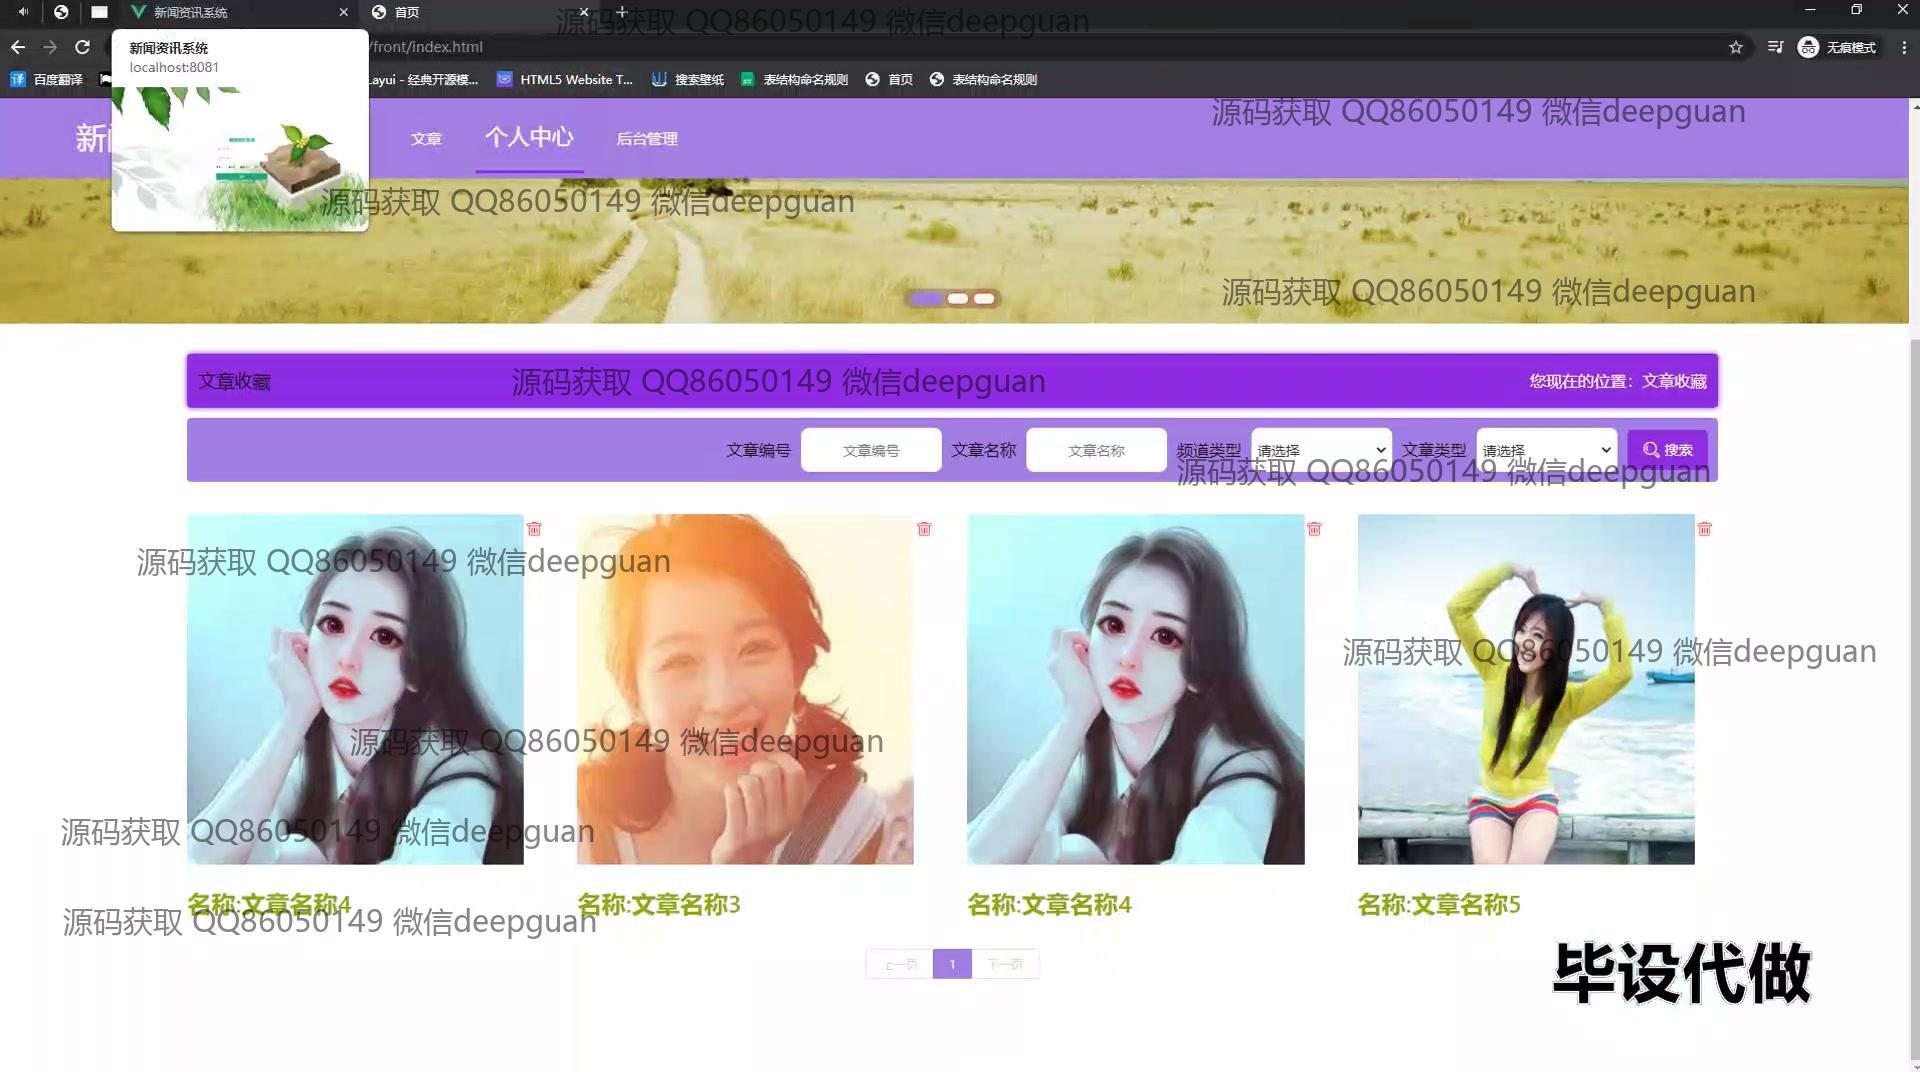 新闻资讯系统
首页
源码获取 QQ86050149 微信deepguan
/front/index.html
无痕模式
新闻资讯系统
localhost:8081
百度翻译
Layui - 经典开源模...
HTML5 Website T...
搜索壁纸
表结构命名规则
首页
表结构命名规则
源码获取 QQ86050149 微信deepguan
文章
个人中心
后台管理
源码获取 QQ86050149 微信deepguan
源码获取 QQ86050149 微信deepguan
文章收藏
源码获取 QQ86050149 微信deepguan
您现在的位置：文章收藏
文章编号
文章编号
文章名称
文章名称
频道类型
请选择
文章类型
请选择
搜索
源码获取 QQ86050149 微信deepguan
源码获取 QQ86050149 微信deepguan
源码获取 QQ86050149 微信deepguan
源码获取 QQ86050149 微信deepguan
源码获取 QQ86050149 微信deepguan
名称:文章名称4
名称:文章名称3
名称:文章名称4
名称:文章名称5
源码获取 QQ86050149 微信deepguan
上一页
1
下一页
毕设代做